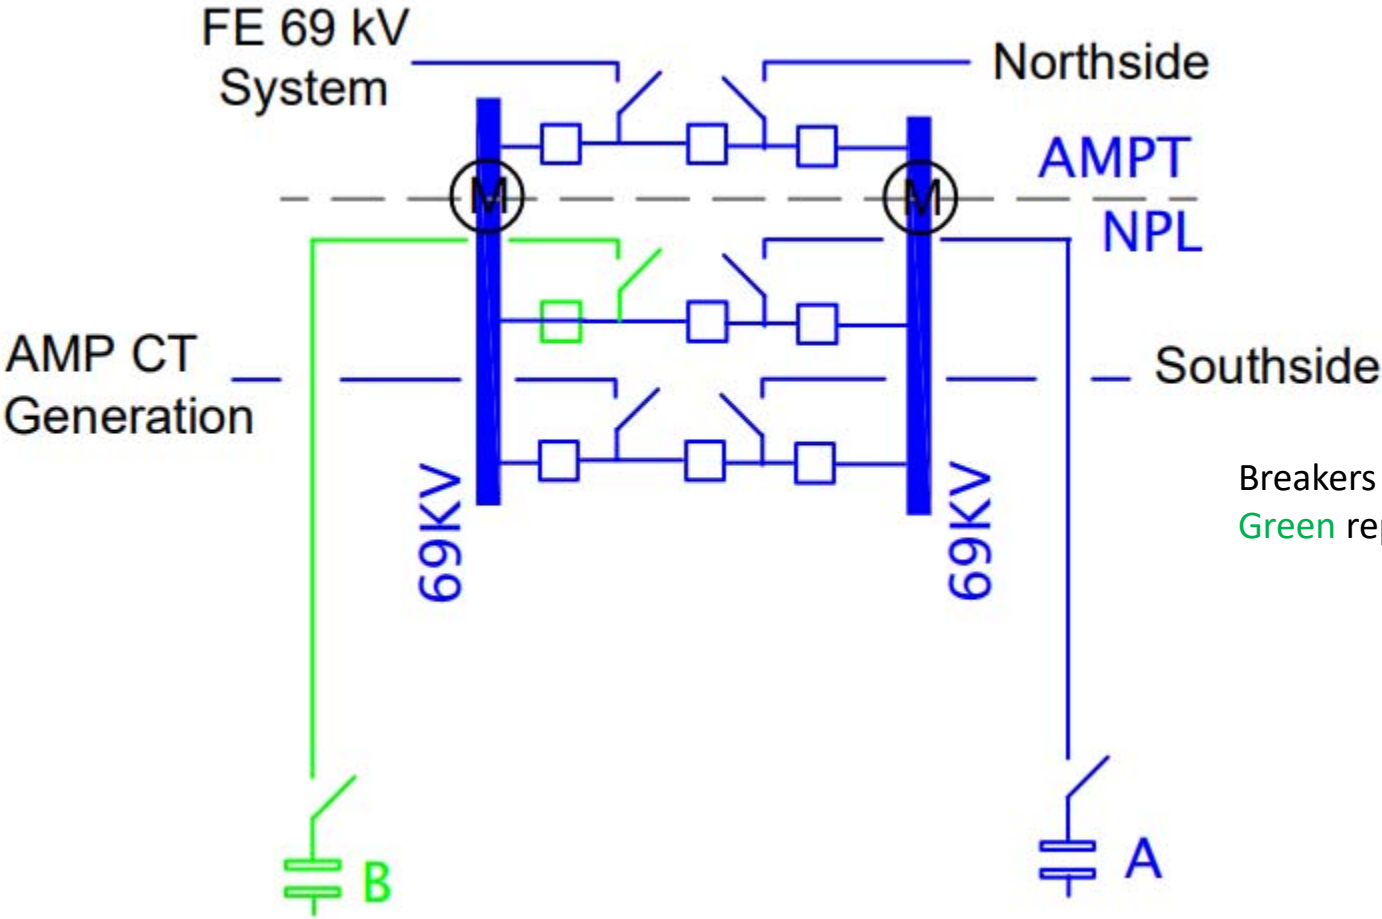 FE 69 kV
System
Northside
AMPT
M
M
NPL
AMP CT
Generation
Southside
69KV
69KV
Breakers
Green
B
A